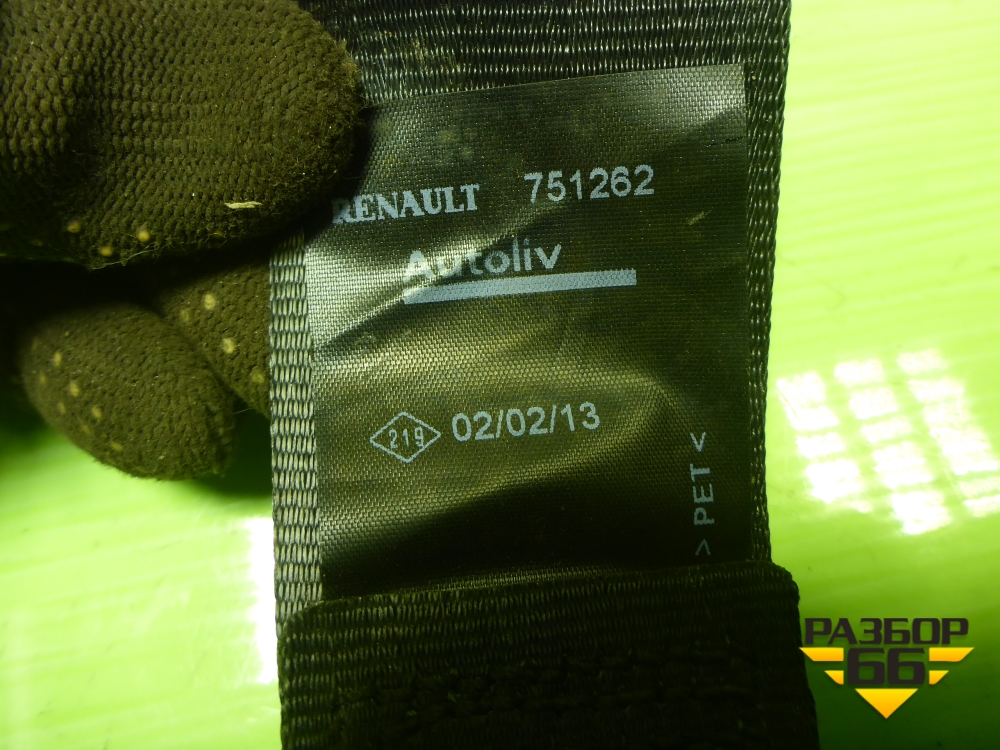 RENAULT 751262
Autoliv
219 02/02/13
> PET <
РАЗБОР
66